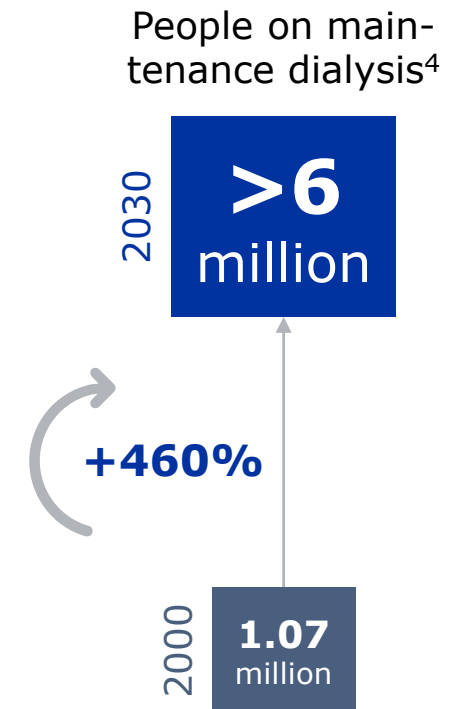 People on main-
tenance dialysis⁴
2030
>6
million
+460%
2000
1.07
million